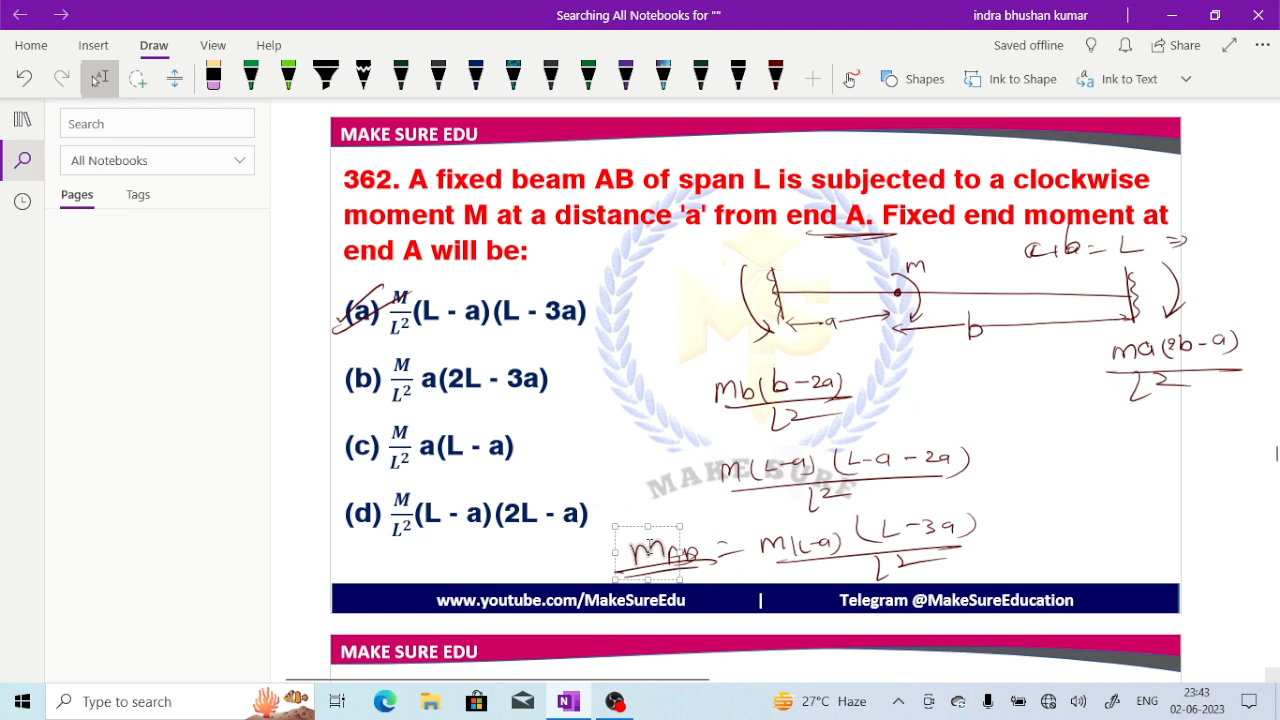 Searching All Notebooks for ""
indra bhushan kumar
Home Insert Draw View Help
Saved offline
Share
Shapes
Ink to Shape
Ink to Text
Search
All Notebooks
Pages Tags
MAKE SURE EDU
362. A fixed beam AB of span L is subjected to a clockwise
moment M at a distance 'a' from end A. Fixed end moment at
end A will be:
a+b = L ⇒
m
(a) M/L² (L - a)(L - 3a)
a
b
ma(2b-a)/L²
(b) M/L² a(2L - 3a)
Mb(b-2a)/L²
(c) M/L² a(L - a)
M(L-a) (L-a-2a)/L²
MAKE SURE
(d) M/L² (L - a)(2L - a)
mAB = M(L-a) (L-3a)/L²
www.youtube.com/MakeSureEdu | Telegram @MakeSureEducation
MAKE SURE EDU
Type to search
27°C Haze
ENG
23:43
02-06-2023